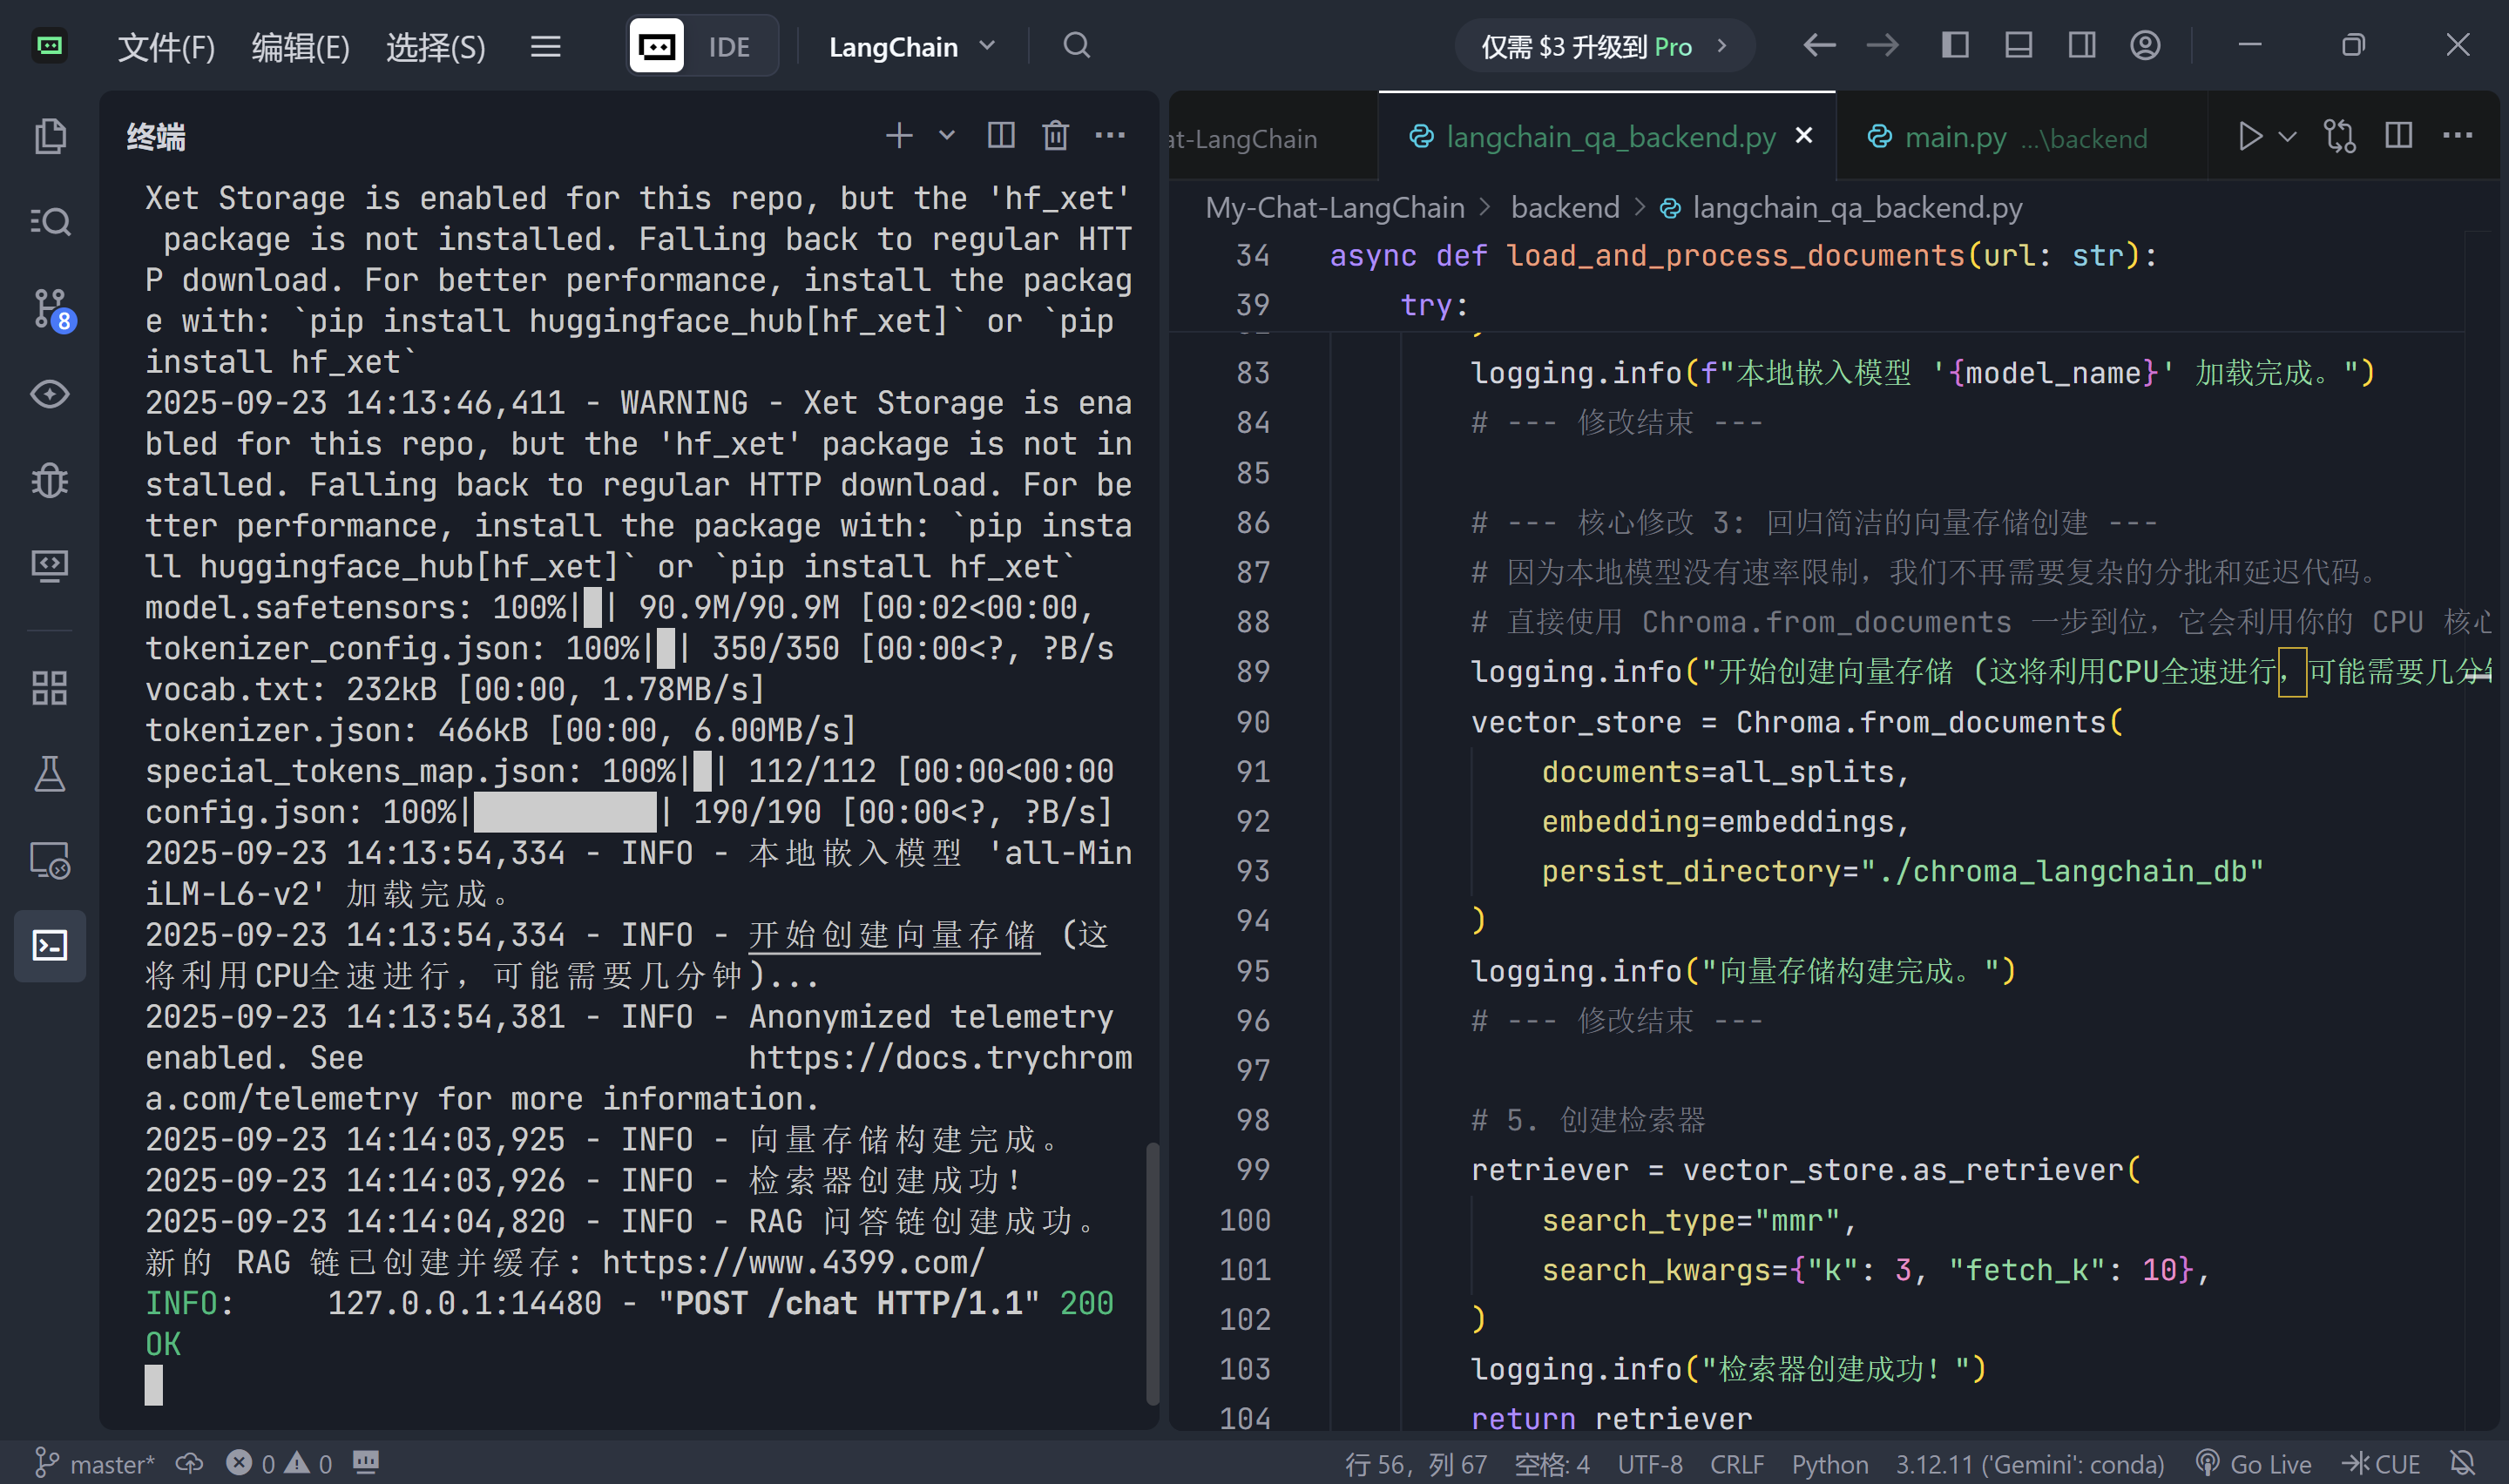 文件(F) 编辑(E) 选择(S) IDE LangChain 仅需 $3 升级到 Pro
终端
Xet Storage is enabled for this repo, but the 'hf_xet'
 package is not installed. Falling back to regular HTT
P download. For better performance, install the packag
e with: `pip install huggingface_hub[hf_xet]` or `pip
install hf_xet`
2025-09-23 14:13:46,411 - WARNING - Xet Storage is ena
bled for this repo, but the 'hf_xet' package is not in
stalled. Falling back to regular HTTP download. For be
tter performance, install the package with: `pip insta
ll huggingface_hub[hf_xet]` or `pip install hf_xet`
model.safetensors: 100%|█| 90.9M/90.9M [00:02<00:00,
tokenizer_config.json: 100%|█| 350/350 [00:00<?, ?B/s
vocab.txt: 232kB [00:00, 1.78MB/s]
tokenizer.json: 466kB [00:00, 6.00MB/s]
special_tokens_map.json: 100%|█| 112/112 [00:00<00:00
config.json: 100%|██████████| 190/190 [00:00<?, ?B/s]
2025-09-23 14:13:54,334 - INFO - 本地嵌入模型 'all-Min
iLM-L6-v2' 加载完成。
2025-09-23 14:13:54,334 - INFO - 开始创建向量存储 (这
将利用CPU全速进行，可能需要几分钟)...
2025-09-23 14:13:54,381 - INFO - Anonymized telemetry
enabled. See                     https://docs.trychrom
a.com/telemetry for more information.
2025-09-23 14:14:03,925 - INFO - 向量存储构建完成。
2025-09-23 14:14:03,926 - INFO - 检索器创建成功！
2025-09-23 14:14:04,820 - INFO - RAG 问答链创建成功。
新的 RAG 链已创建并缓存: https://www.4399.com/
INFO:     127.0.0.1:14480 - "POST /chat HTTP/1.1" 200
OK
8
at-LangChain langchain_qa_backend.py main.py ...\backend
My-Chat-LangChain > backend > langchain_qa_backend.py
34 async def load_and_process_documents(url: str):
39     try:
83         logging.info(f"本地嵌入模型 '{model_name}' 加载完成。")
84         # --- 修改结束 ---
85
86         # --- 核心修改 3: 回归简洁的向量存储创建 ---
87         # 因为本地模型没有速率限制，我们不再需要复杂的分批和延迟代码。
88         # 直接使用 Chroma.from_documents 一步到位，它会利用你的 CPU 核心
89         logging.info("开始创建向量存储 (这将利用CPU全速进行，可能需要几分钟
90         vector_store = Chroma.from_documents(
91             documents=all_splits,
92             embedding=embeddings,
93             persist_directory="./chroma_langchain_db"
94         )
95         logging.info("向量存储构建完成。")
96         # --- 修改结束 ---
97
98         # 5. 创建检索器
99         retriever = vector_store.as_retriever(
100             search_type="mmr",
101             search_kwargs={"k": 3, "fetch_k": 10},
102         )
103         logging.info("检索器创建成功！")
104         return retriever
master* 0 0 行 56，列 67 空格: 4 UTF-8 CRLF Python 3.12.11 ('Gemini': conda) Go Live CUE